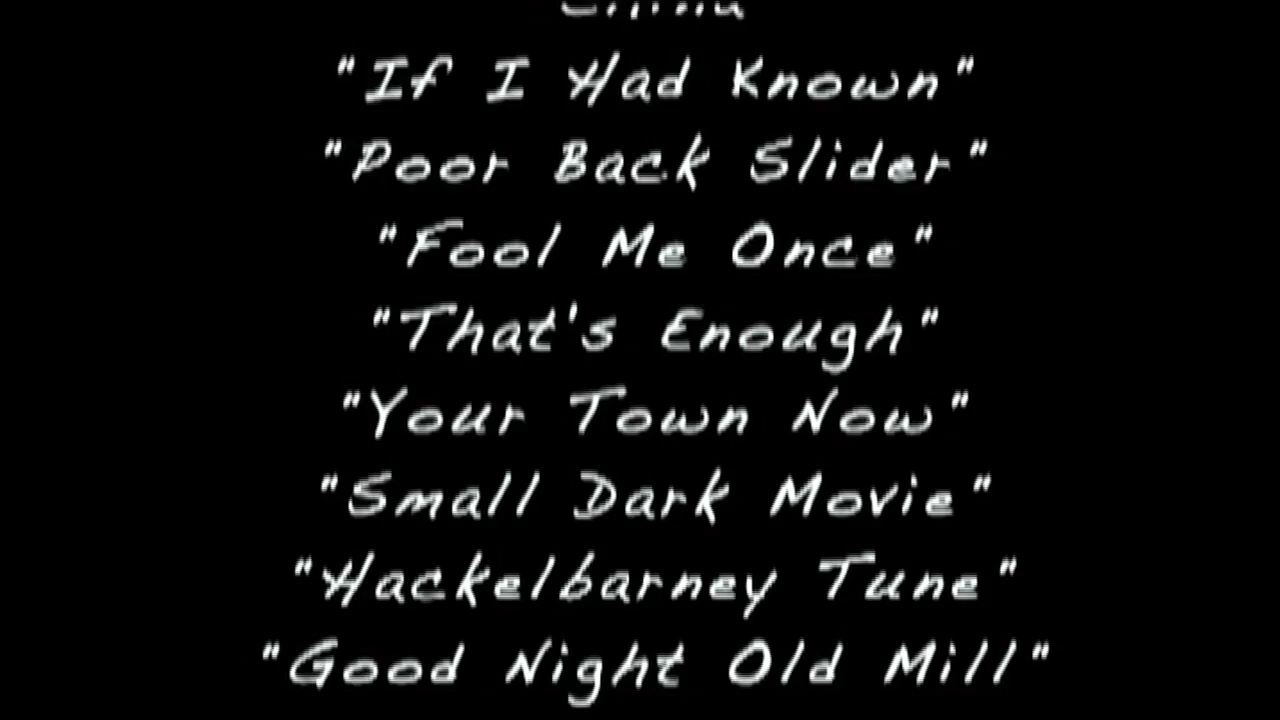 "If I Had Known"
"Poor Back Slider"
"Fool Me Once"
"That's Enough"
"Your Town Now"
"Small Dark Movie"
"Hackelbarney Tune"
"Good Night Old Mill"